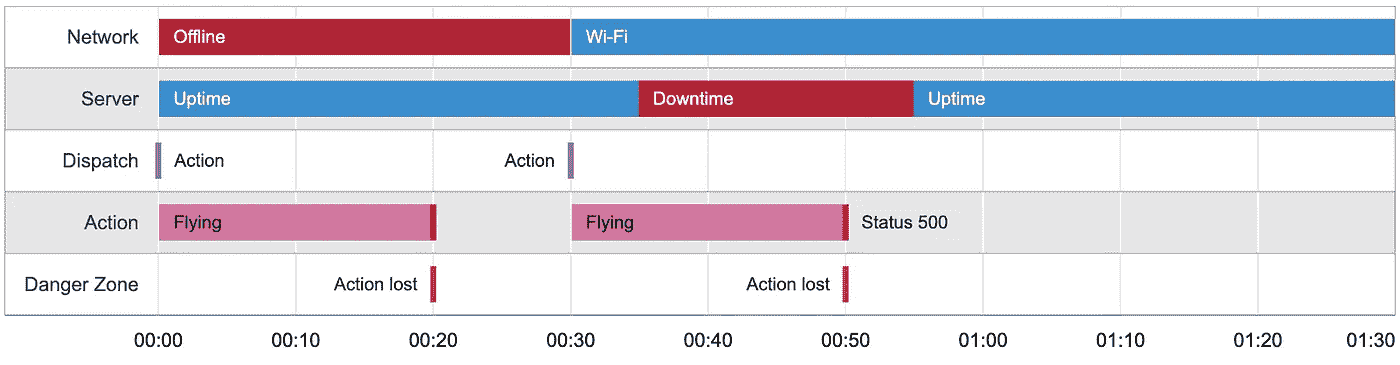 Network Offline Wi-Fi
Server Uptime Downtime Uptime
Dispatch Action Action
Action Flying Flying Status 500
Danger Zone Action lost Action lost
00:00 00:10 00:20 00:30 00:40 00:50 01:00 01:10 01:20 01:30